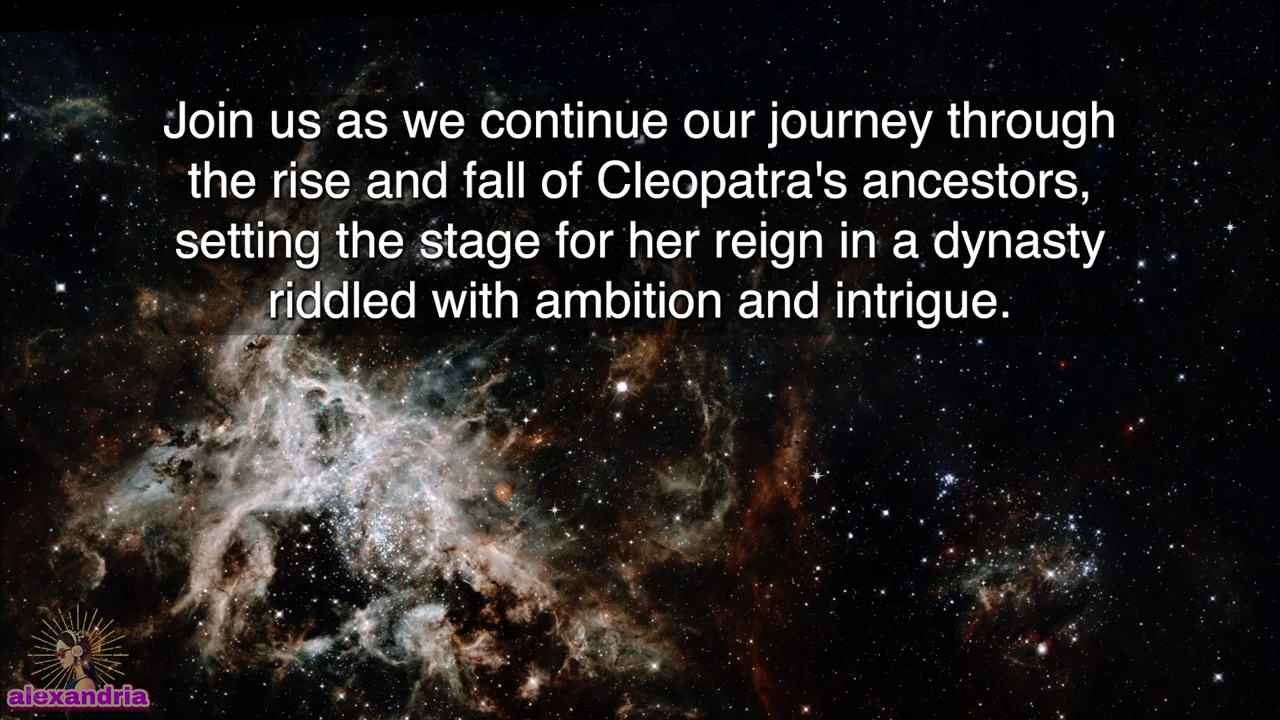 Join us as we continue our journey through
the rise and fall of Cleopatra's ancestors,
setting the stage for her reign in a dynasty
riddled with ambition and intrigue.
alexandria